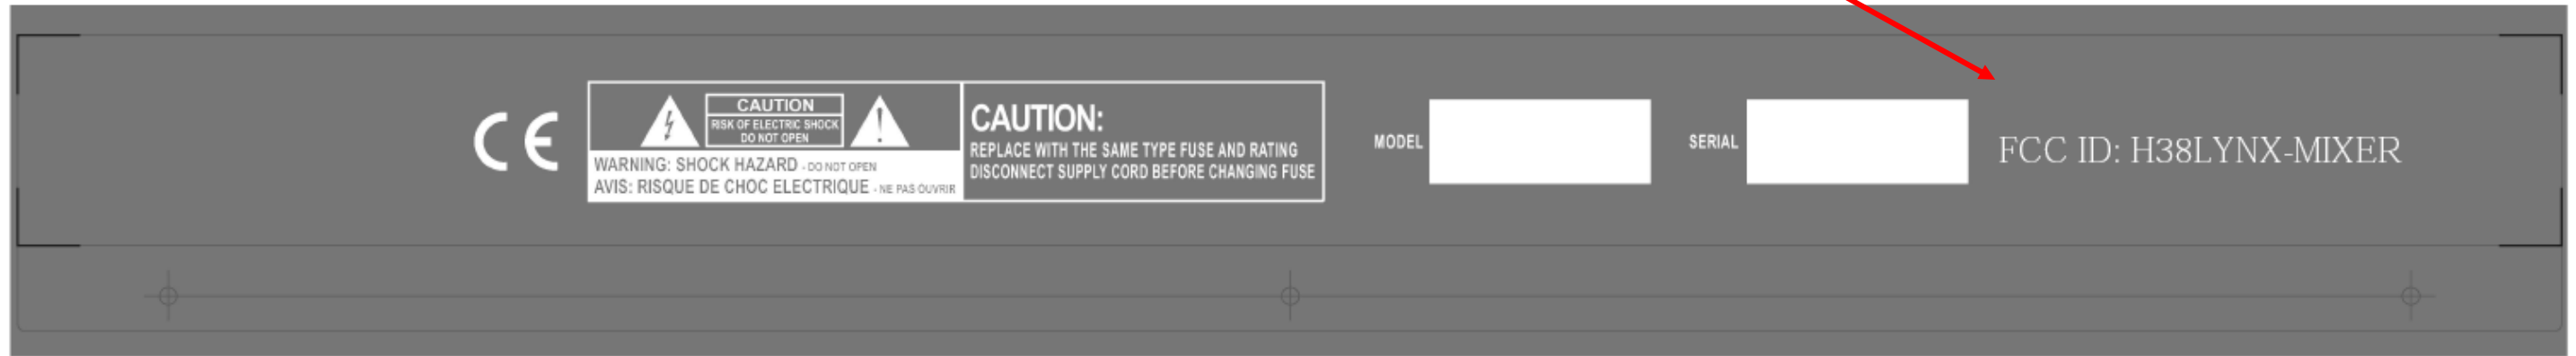 CE
CAUTION
RISK OF ELECTRIC SHOCK
DO NOT OPEN
WARNING: SHOCK HAZARD - DO NOT OPEN
AVIS: RISQUE DE CHOC ELECTRIQUE - NE PAS OUVRIR
CAUTION:
REPLACE WITH THE SAME TYPE FUSE AND RATING
DISCONNECT SUPPLY CORD BEFORE CHANGING FUSE
MODEL
SERIAL
FCC ID: H38LYNX-MIXER